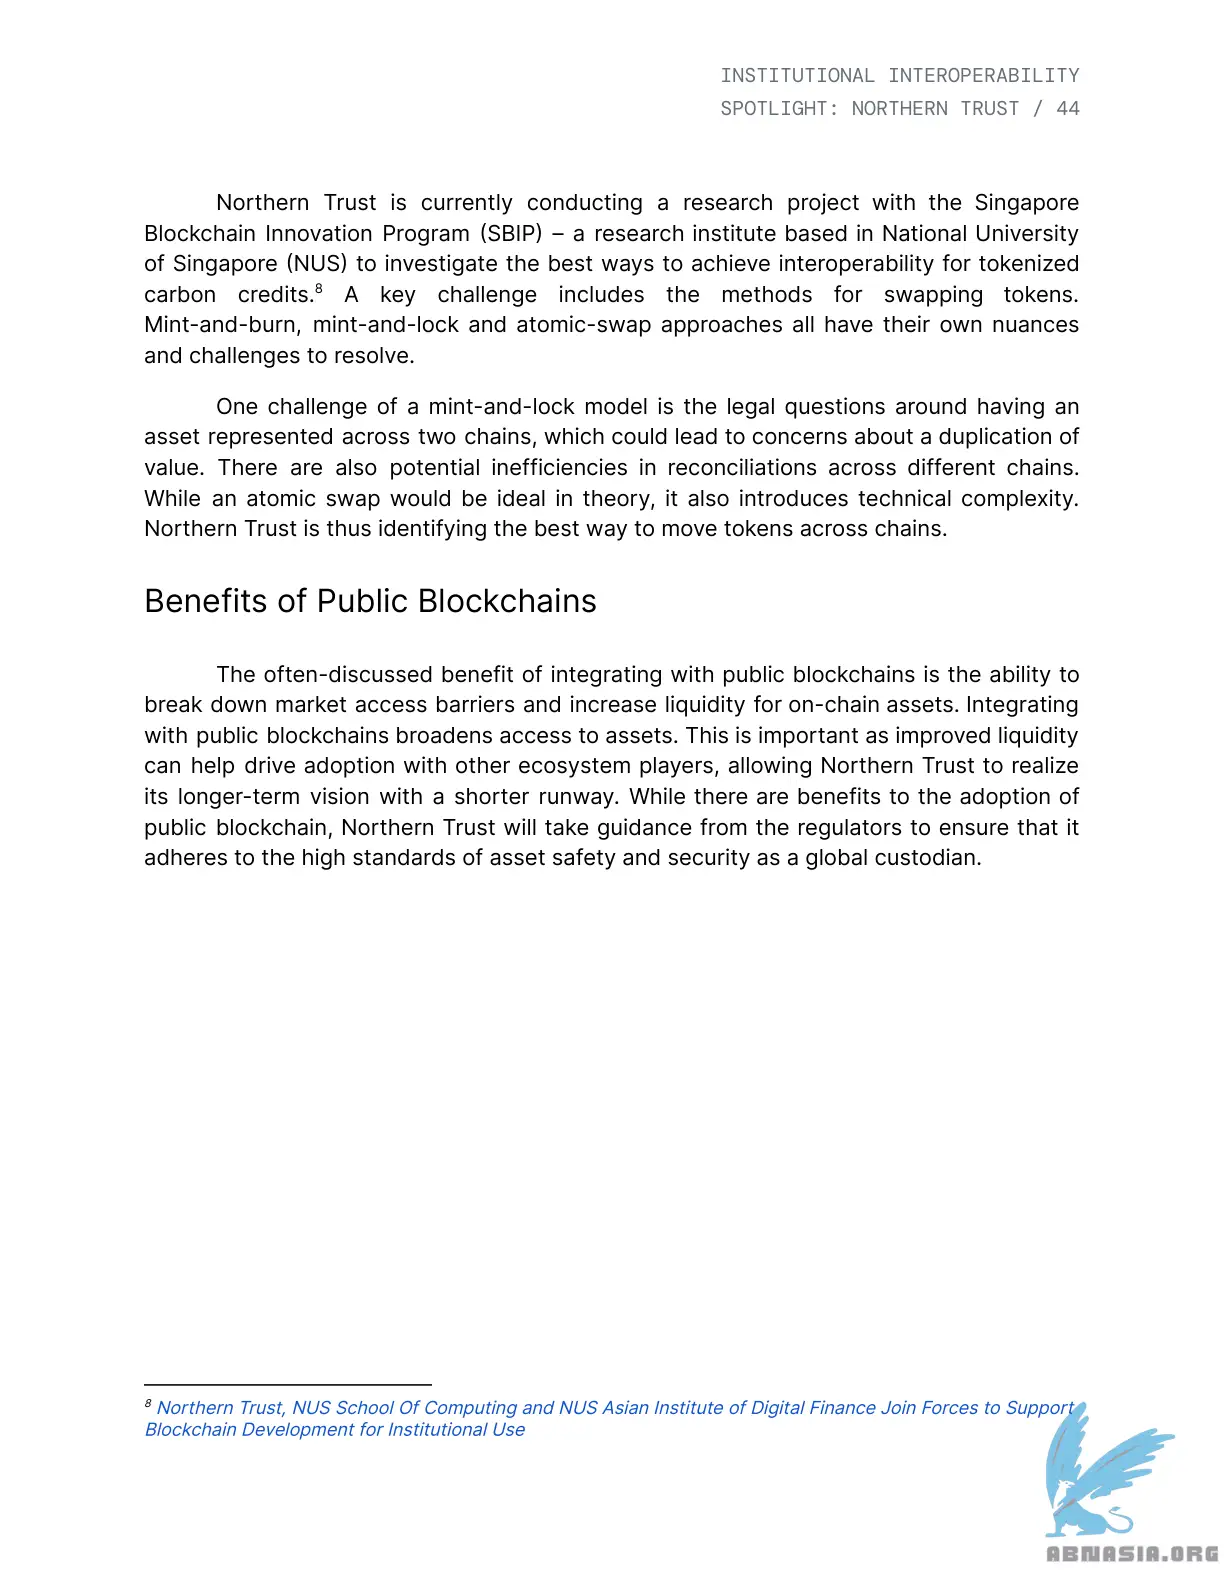 INSTITUTIONAL INTEROPERABILITY
SPOTLIGHT: NORTHERN TRUST / 44
Northern Trust is currently conducting a research project with the Singapore
Blockchain Innovation Program (SBIP) – a research institute based in National University
of Singapore (NUS) to investigate the best ways to achieve interoperability for tokenized
carbon credits.⁸ A key challenge includes the methods for swapping tokens.
Mint-and-burn, mint-and-lock and atomic-swap approaches all have their own nuances
and challenges to resolve.
One challenge of a mint-and-lock model is the legal questions around having an
asset represented across two chains, which could lead to concerns about a duplication of
value. There are also potential inefficiencies in reconciliations across different chains.
While an atomic swap would be ideal in theory, it also introduces technical complexity.
Northern Trust is thus identifying the best way to move tokens across chains.
Benefits of Public Blockchains
The often-discussed benefit of integrating with public blockchains is the ability to
break down market access barriers and increase liquidity for on-chain assets. Integrating
with public blockchains broadens access to assets. This is important as improved liquidity
can help drive adoption with other ecosystem players, allowing Northern Trust to realize
its longer-term vision with a shorter runway. While there are benefits to the adoption of
public blockchain, Northern Trust will take guidance from the regulators to ensure that it
adheres to the high standards of asset safety and security as a global custodian.
⁸ Northern Trust, NUS School Of Computing and NUS Asian Institute of Digital Finance Join Forces to Support
Blockchain Development for Institutional Use
ABNASIA.ORG